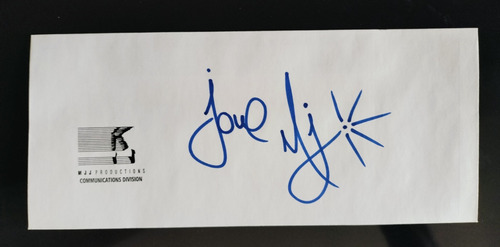 Love MJ
MJJ PRODUCTIONS
COMMUNICATIONS DIVISION